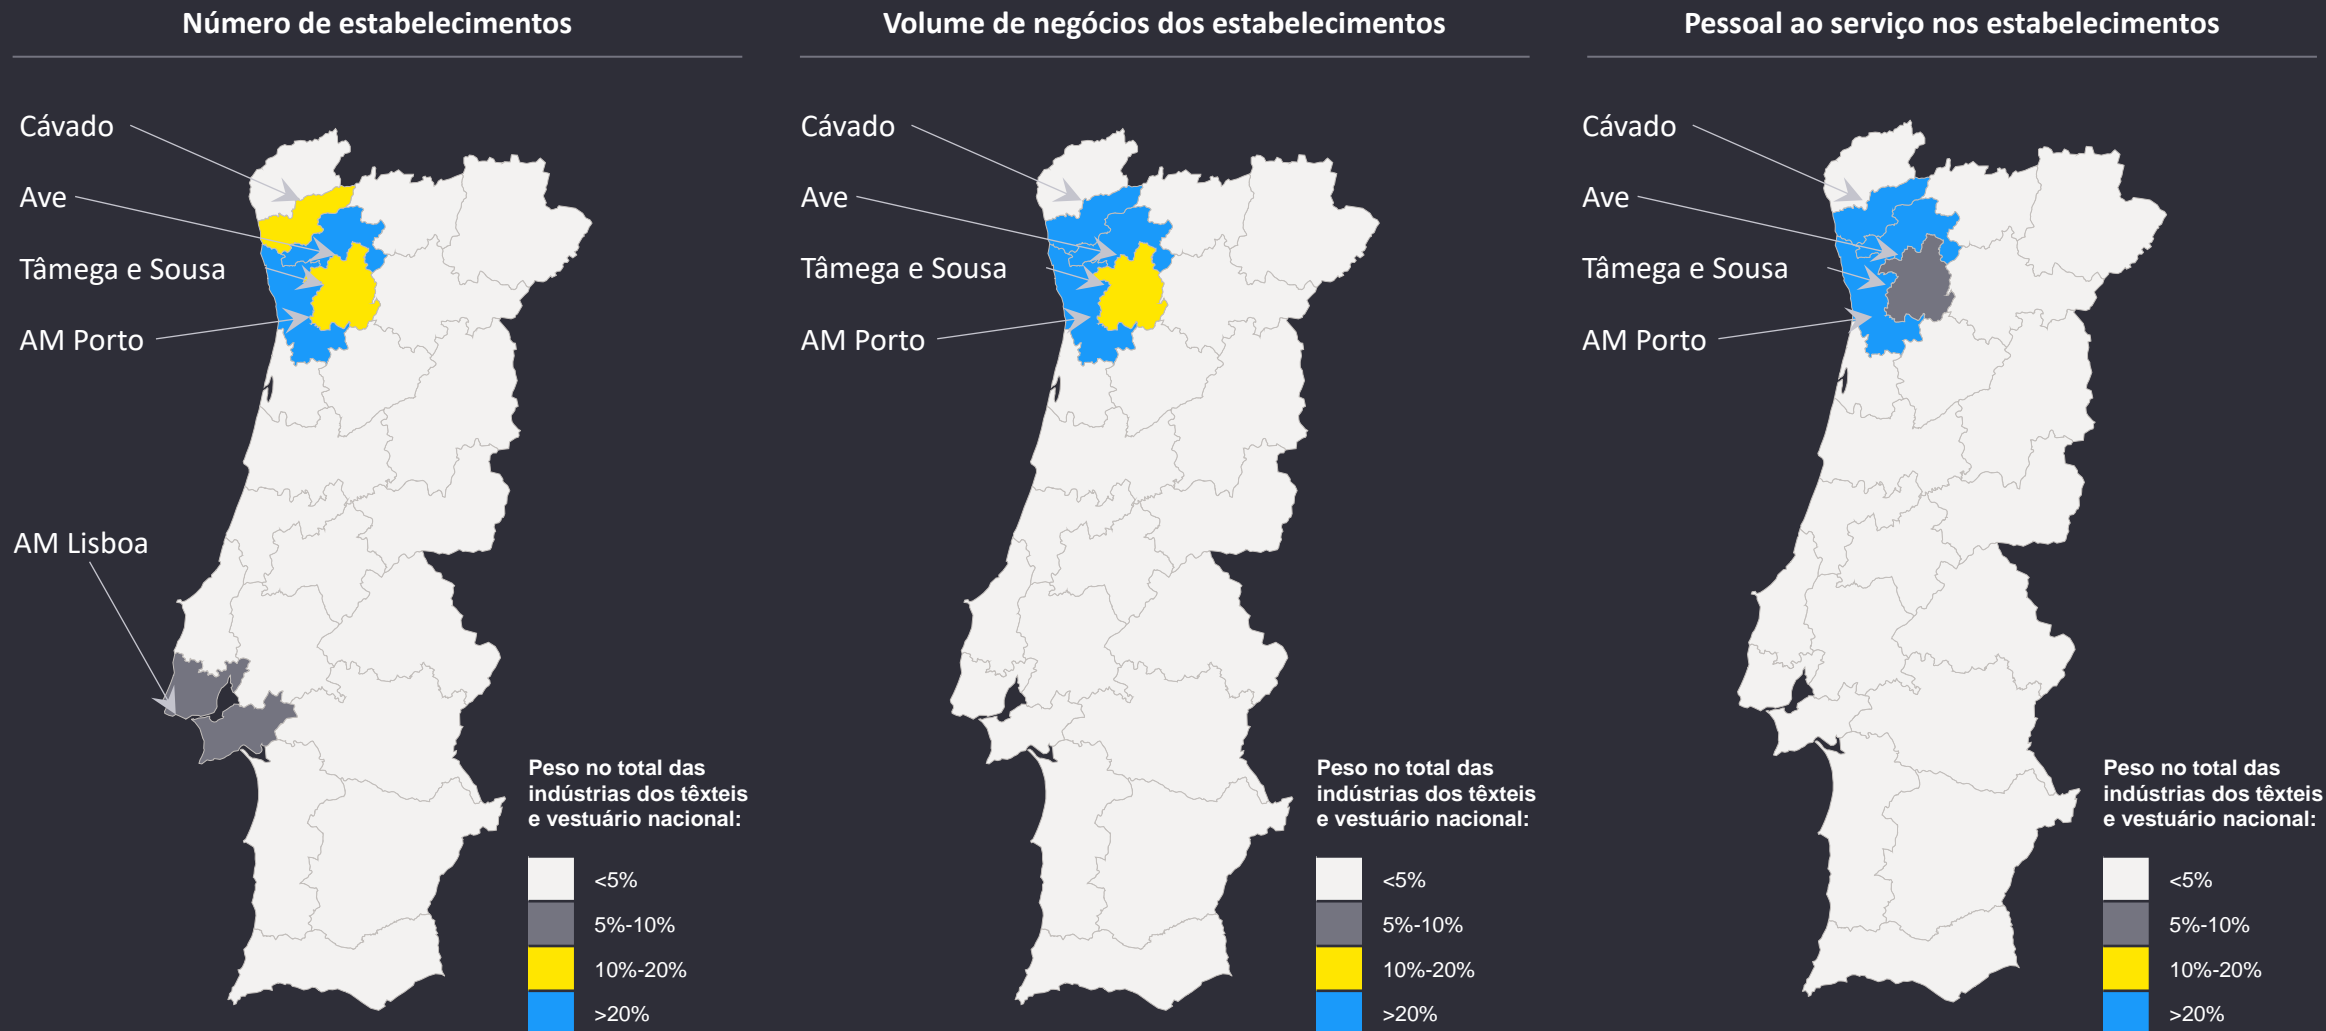 Número de estabelecimentos
Cávado
Ave
Tâmega e Sousa
AM Porto
AM Lisboa
Peso no total das
indústrias dos têxteis
e vestuário nacional:
<5%
5%-10%
10%-20%
>20%
Volume de negócios dos estabelecimentos
Cávado
Ave
Tâmega e Sousa
AM Porto
Peso no total das
indústrias dos têxteis
e vestuário nacional:
<5%
5%-10%
10%-20%
>20%
Pessoal ao serviço nos estabelecimentos
Cávado
Ave
Tâmega e Sousa
AM Porto
Peso no total das
indústrias dos têxteis
e vestuário nacional:
<5%
5%-10%
10%-20%
>20%